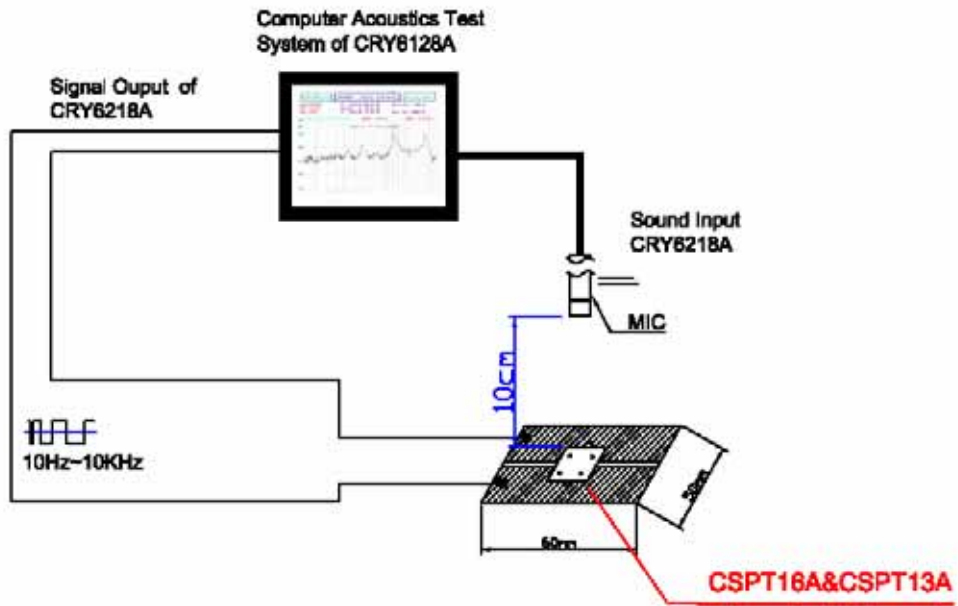 Computer Acoustics Test
System of CRY6128A
Signal Ouput of
CRY6218A
Sound Input
CRY6218A
MIC
10cm
10Hz~10KHz
50mm
60mm
CSPT16A&CSPT13A